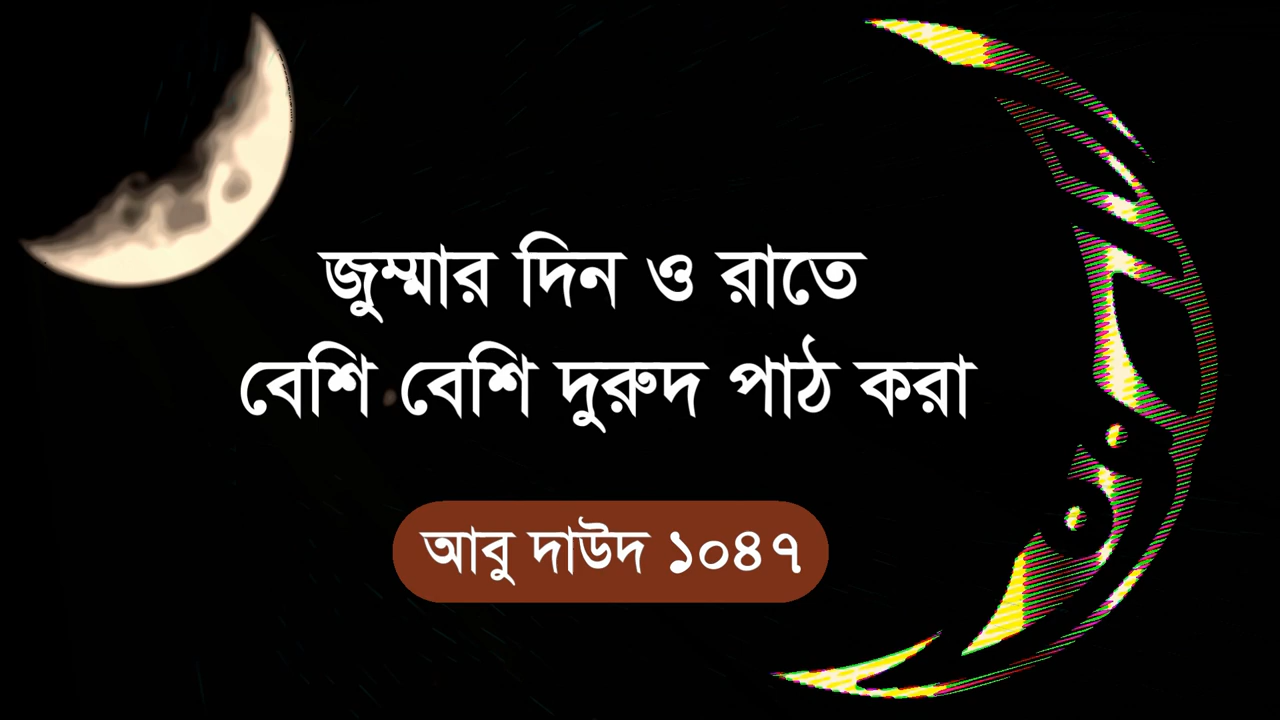 জুম্মার দিন ও রাতে
বেশি বেশি দুরুদ পাঠ করা
আবু দাউদ ১০৪৭